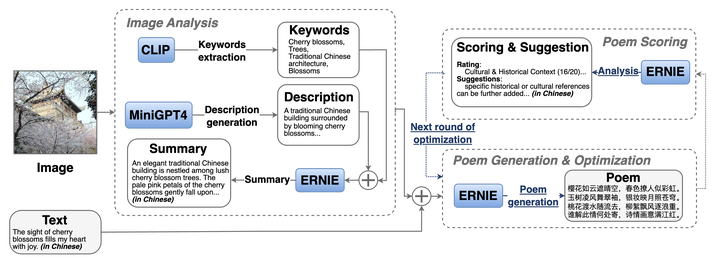 Image Analysis
CLIP
Keywords
extraction
Keywords
Cherry blossoms,
Trees,
Traditional Chinese
architecture,
Blossoms
MiniGPT4
Description
generation
Description
A traditional Chinese
building surrounded by
blooming cherry
blossoms...
Summary
An elegant traditional Chinese
building is nestled among lush
cherry blossom trees. The
pale pink petals of the cherry
blossoms gently fall upon...
(in Chinese)
Summary
ERNIE
Image
Text
The sight of cherry
blossoms fills my heart
with joy. (in Chinese)
Poem Scoring
Scoring & Suggestion
Rating:
Cultural & Historical Context (16/20)...
Suggestions:
specific historical or cultural references
can be further added... (in Chinese)
Analysis
ERNIE
Next round of
optimization
Poem Generation & Optimization
ERNIE
Poem
generation
Poem
樱花如云遮晴空，春色撩人似彩虹。
玉树凌风舞翠袖，银妆映月照苍穹。
桃花渡水随流去，柳絮飘风逐浪重。
谁解此情何处寄，诗情画意满江红。